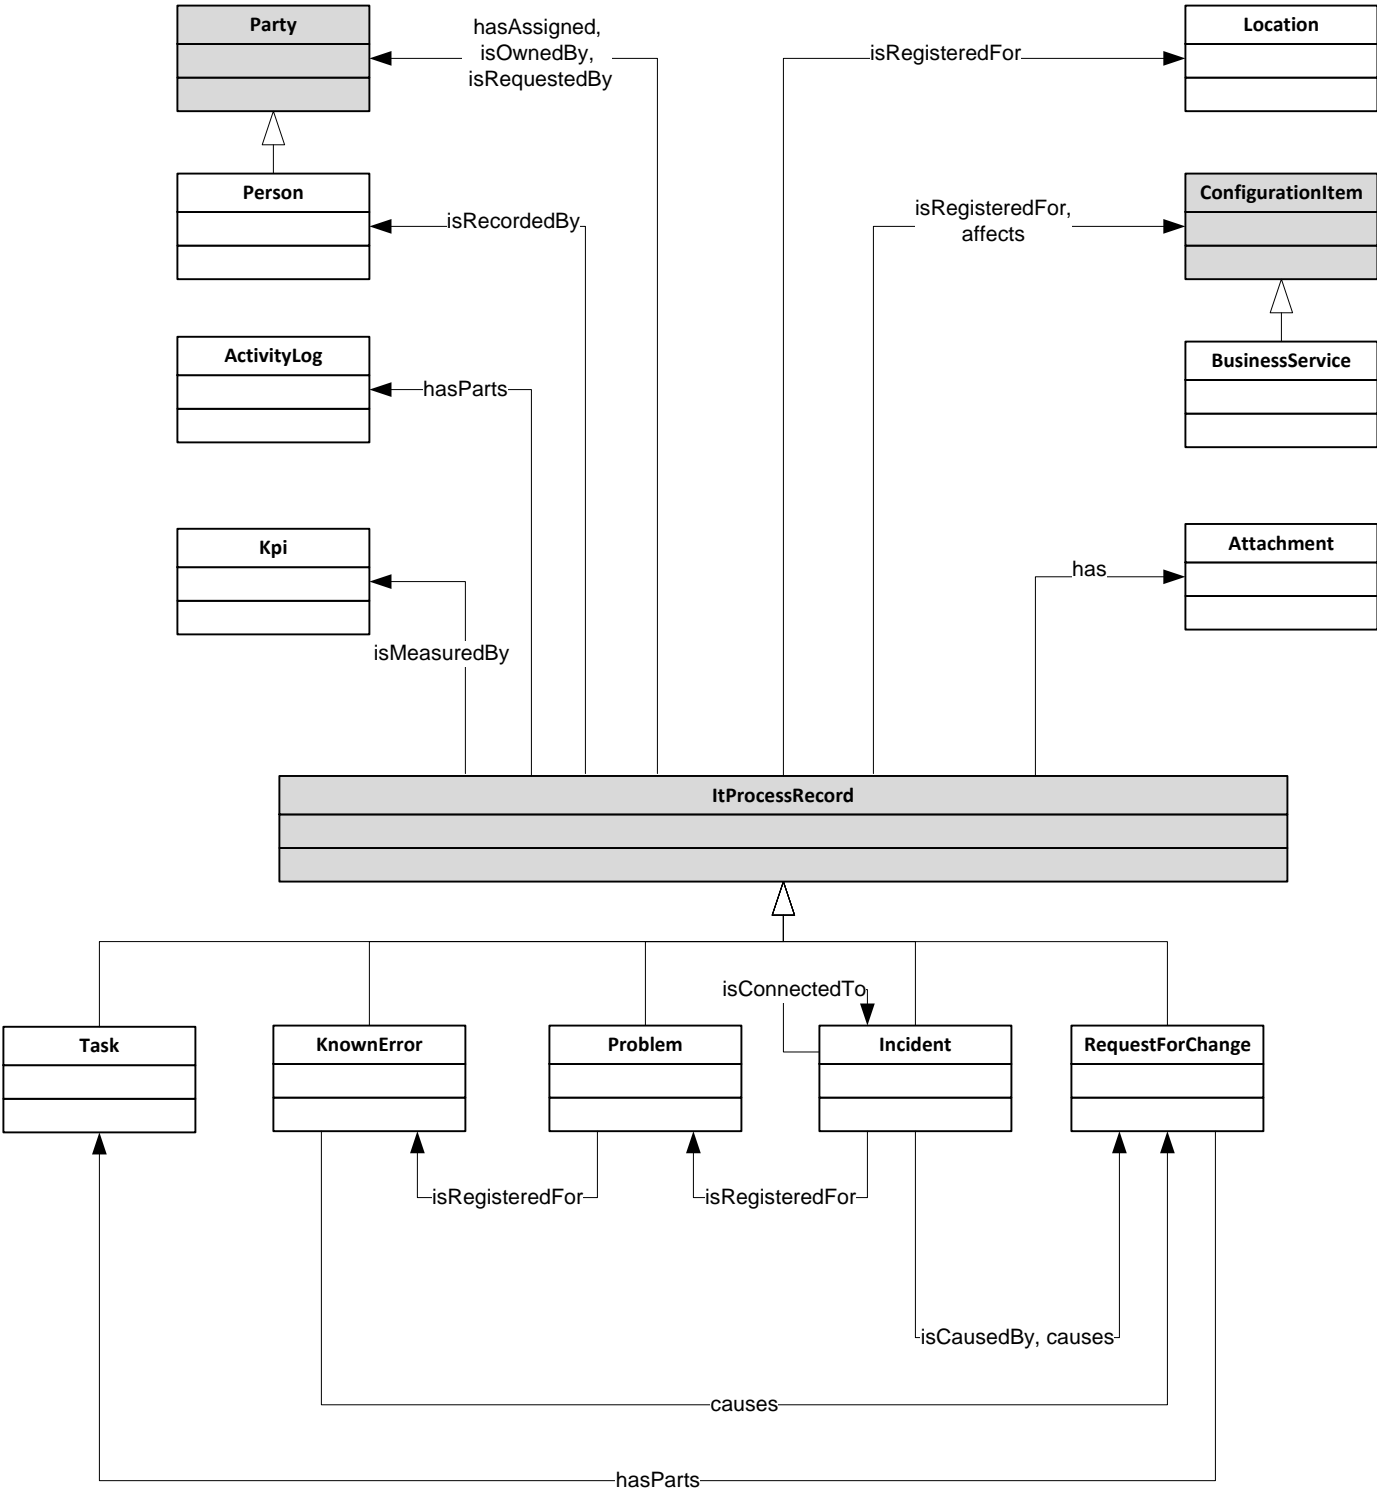 Party
hasAssigned,
isOwnedBy,
isRequestedBy
isRegisteredFor
Location
Person
isRecordedBy
isRegisteredFor,
affects
ConfigurationItem
ActivityLog
hasParts
BusinessService
Kpi
isMeasuredBy
has
Attachment
ItProcessRecord
isConnectedTo
Task
KnownError
Problem
Incident
RequestForChange
isRegisteredFor
isRegisteredFor
isCausedBy, causes
causes
hasParts